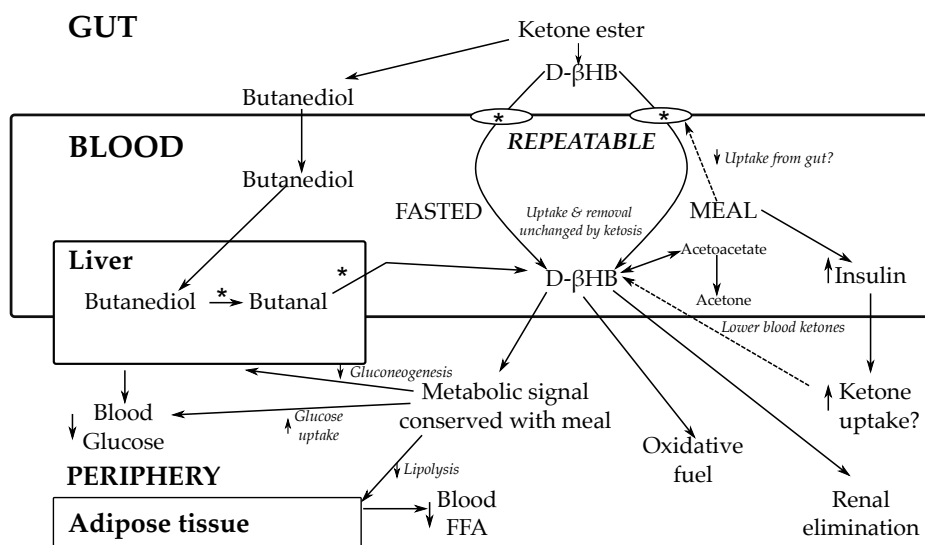 GUT
Ketone ester
D-βHB
Butanediol
*
*
BLOOD
REPEATABLE
↓ Uptake from gut?
Butanediol
FASTED
Uptake & removal
unchanged by ketosis
MEAL
Liver
*
*
Butanediol
Butanal
D-βHB
Acetoacetate
Acetone
↑ Insulin
Lower blood ketones
↓ Gluconeogenesis
Metabolic signal
conserved with meal
↑ Ketone
uptake?
↓ Blood
Glucose
↑ Glucose
uptake
Oxidative
fuel
PERIPHERY
↓ Lipolysis
Adipose tissue
↓ Blood
FFA
Renal
elimination